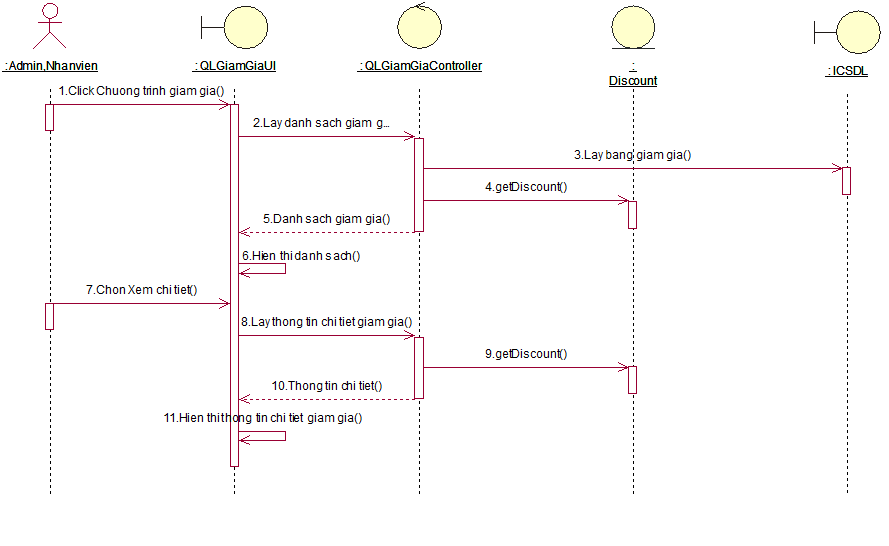 :Admin,Nhanvien
:QLGiamGiaUI
:QLGiamGiaController
:
Discount
:ICSDL
1.Click Chuong trinh giam gia()
2.Lay danh sach giam g...
3.Lay bang giam gia()
4.getDiscount()
5.Danh sach giam gia()
6.Hien thi danh sach()
7.Chon Xem chi tiet()
8.Lay thong tin chi tiet giam gia()
9.getDiscount()
10.Thong tin chi tiet()
11.Hien thi thong tin chi tiet giam gia()